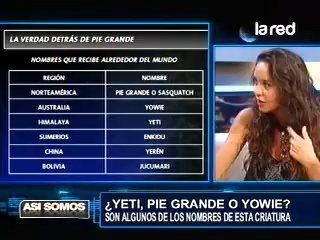 la red
LA VERDAD DETRÁS DE PIE GRANDE
NOMBRES QUE RECIBE ALREDEDOR DEL MUNDO
REGIÓN NOMBRE
NORTEAMÉRICA PIE GRANDE O SASQUATCH
AUSTRALIA YOWIE
HIMALAYA YETI
SUMERIOS ENKIDU
CHINA YERÉN
BOLIVIA JUCUMARI
ASI SOMOS
¿YETI, PIE GRANDE O YOWIE?
SON ALGUNOS DE LOS NOMBRES DE ESTA CRIATURA